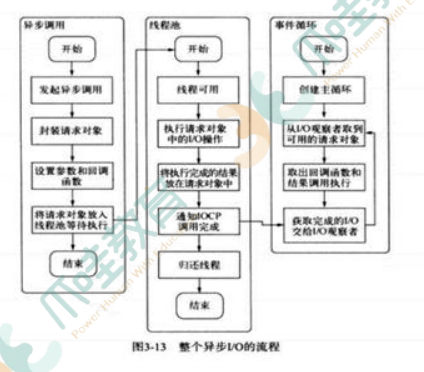 异步调用
开始
发起异步调用
封装请求对象
设置参数和回调
函数
将请求对象放入
线程池等待执行
结束
线程池
开始
线程可用
执行请求对象
中的I/O操作
将执行完成的结果
放在请求对象中
通知IOCP
调用完成
归还线程
结束
事件循环
开始
创建主循环
从I/O观察者取到
可用的请求对象
取出回调函数和
结果调用执行
获取完成的I/O
交给I/O观察者
图3-13 整个异步I/O的流程
爪哇教育
Power Human With Education